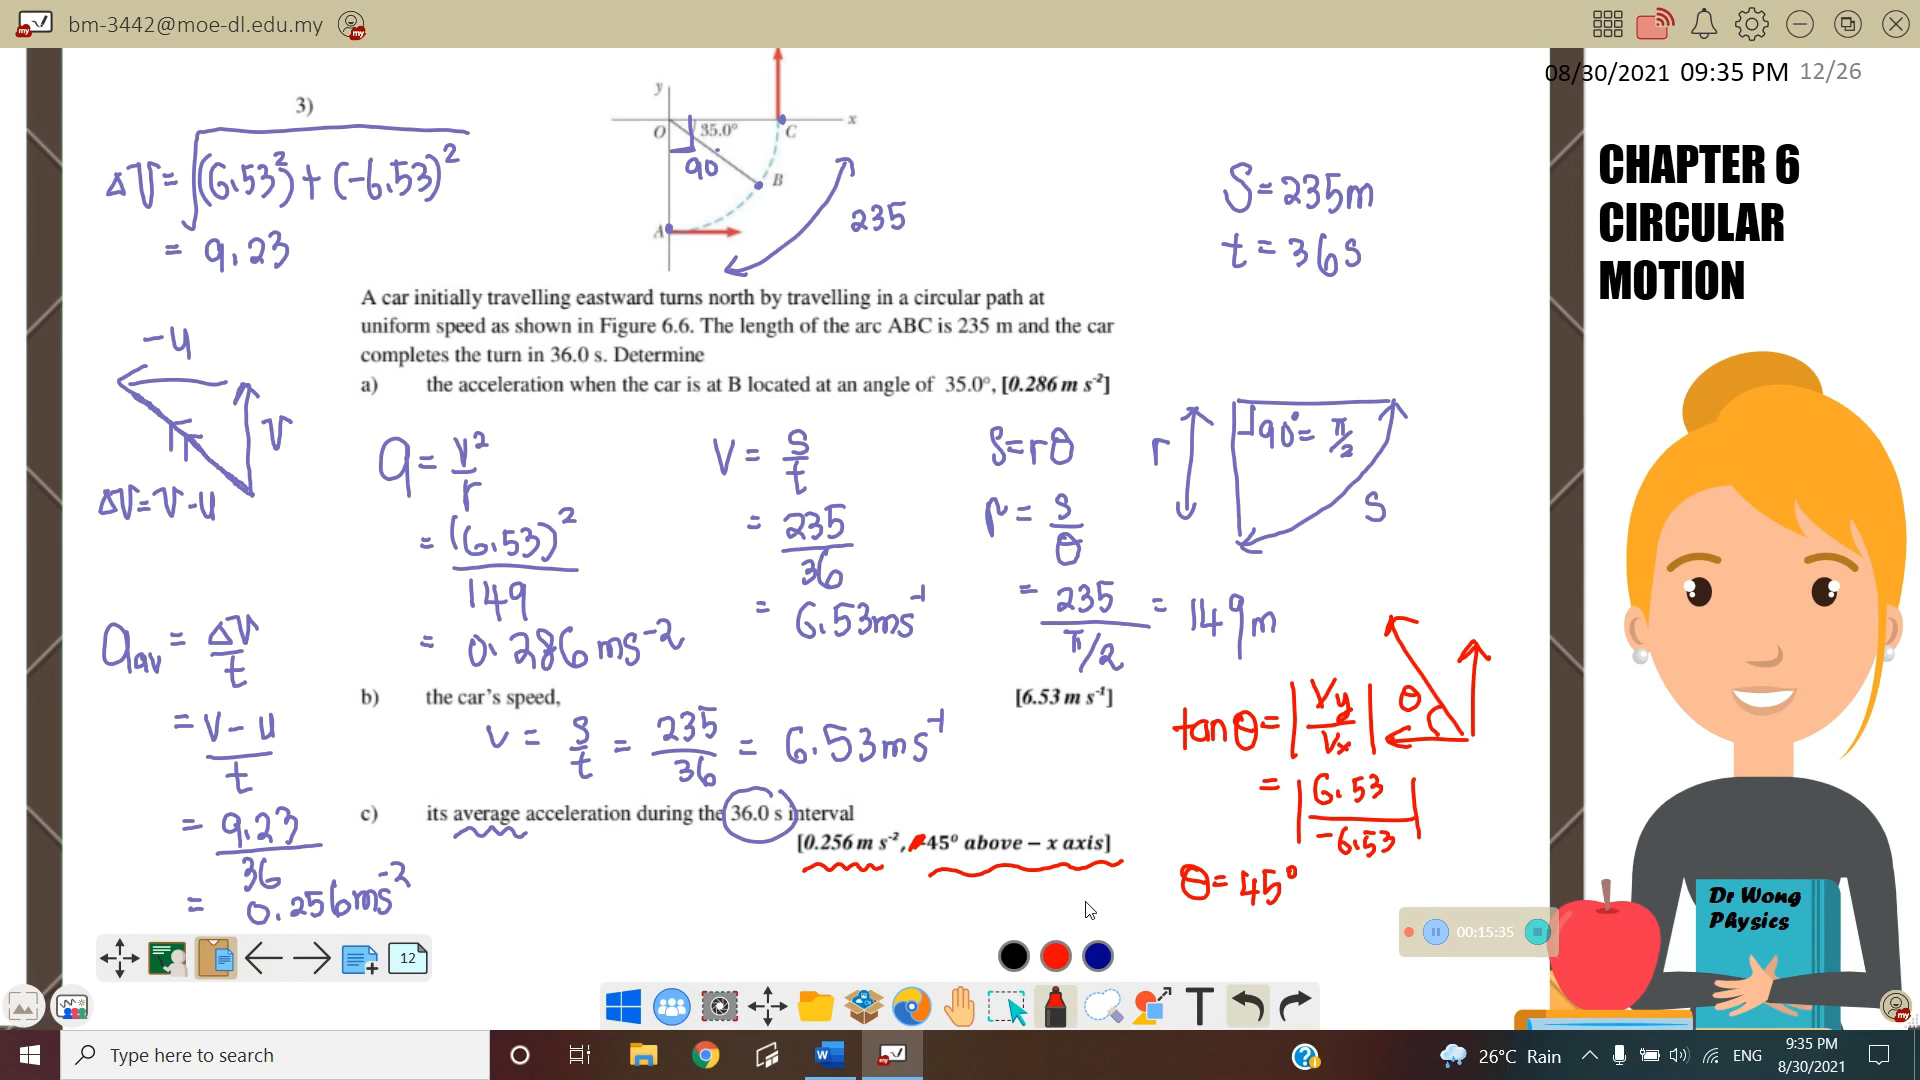 bm-3442@moe-dl.edu.my
08/30/2021 09:35 PM 12/26
CHAPTER 6
CIRCULAR
MOTION
3)
y
O
35.0°
C
x
90°
B
A
235
ΔV = √(6.53²) + (-6.53)²
= 9.23
S = 235m
t = 36s
A car initially travelling eastward turns north by travelling in a circular path at
uniform speed as shown in Figure 6.6. The length of the arc ABC is 235 m and the car
completes the turn in 36.0 s. Determine
a) the acceleration when the car is at B located at an angle of 35.0°, [0.286 m s⁻²]
-u
V
ΔV = V - u
a = v²/r
= (6.53)²/149
= 0.286 ms⁻²
V = s/t
= 235/36
= 6.53ms⁻¹
S = rθ
r = s/θ
= 235/(π/2) = 149m
r
90° = π/2
S
b) the car's speed, [6.53 m s⁻¹]
v = s/t = 235/36 = 6.53ms⁻¹
c) its average acceleration during the 36.0 s interval
[0.256 m s⁻², 45° above – x axis]
a_av = ΔV/t
= v - u/t
= 9.23/36
= 0.256ms⁻²
tanθ = |Vy/Vx|
θ
= |6.53/-6.53|
θ = 45°
Dr Wong
Physics
00:15:35
12
T
Type here to search
26°C Rain
ENG
9:35 PM
8/30/2021